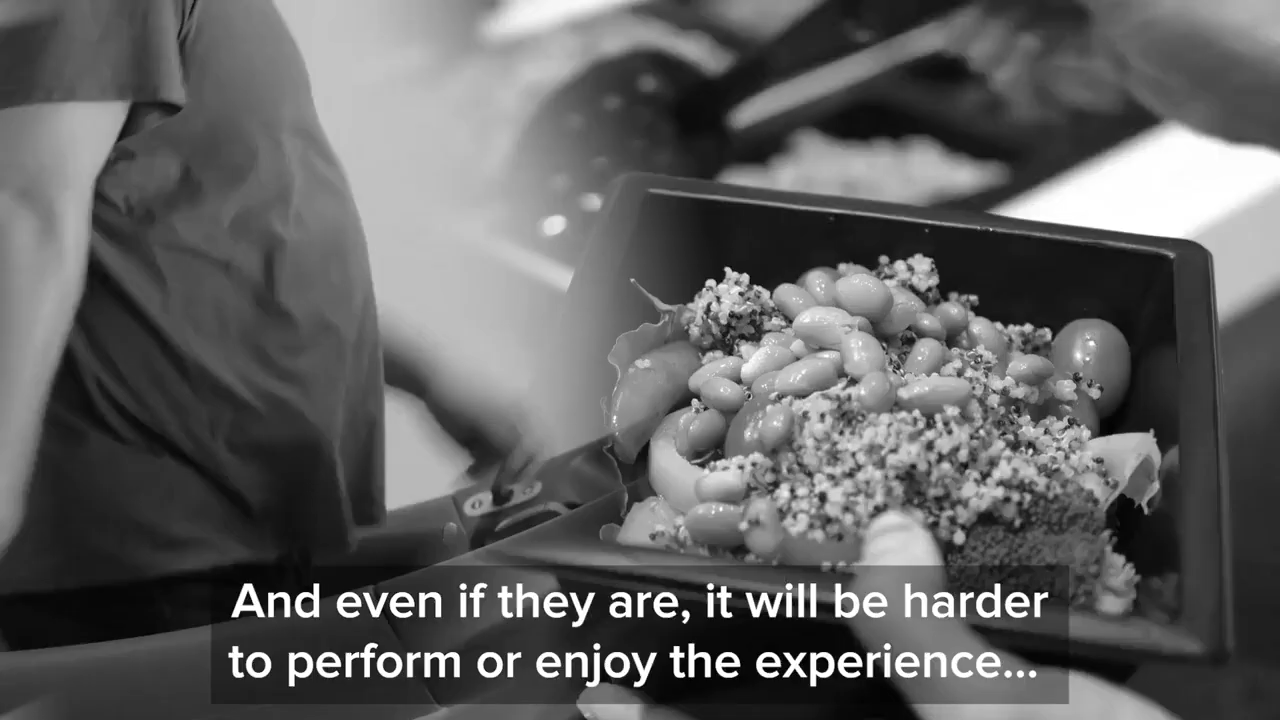 And even if they are, it will be harder
to perform or enjoy the experience...